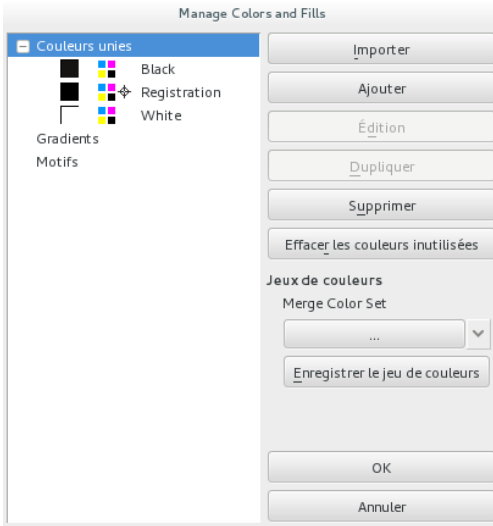 Manage Colors and Fills
Couleurs unies
Black
Registration
White
Gradients
Motifs
Importer
Ajouter
Édition
Dupliquer
Supprimer
Effacer les couleurs inutilisées
Jeux de couleurs
Merge Color Set
...
Enregistrer le jeu de couleurs
OK
Annuler